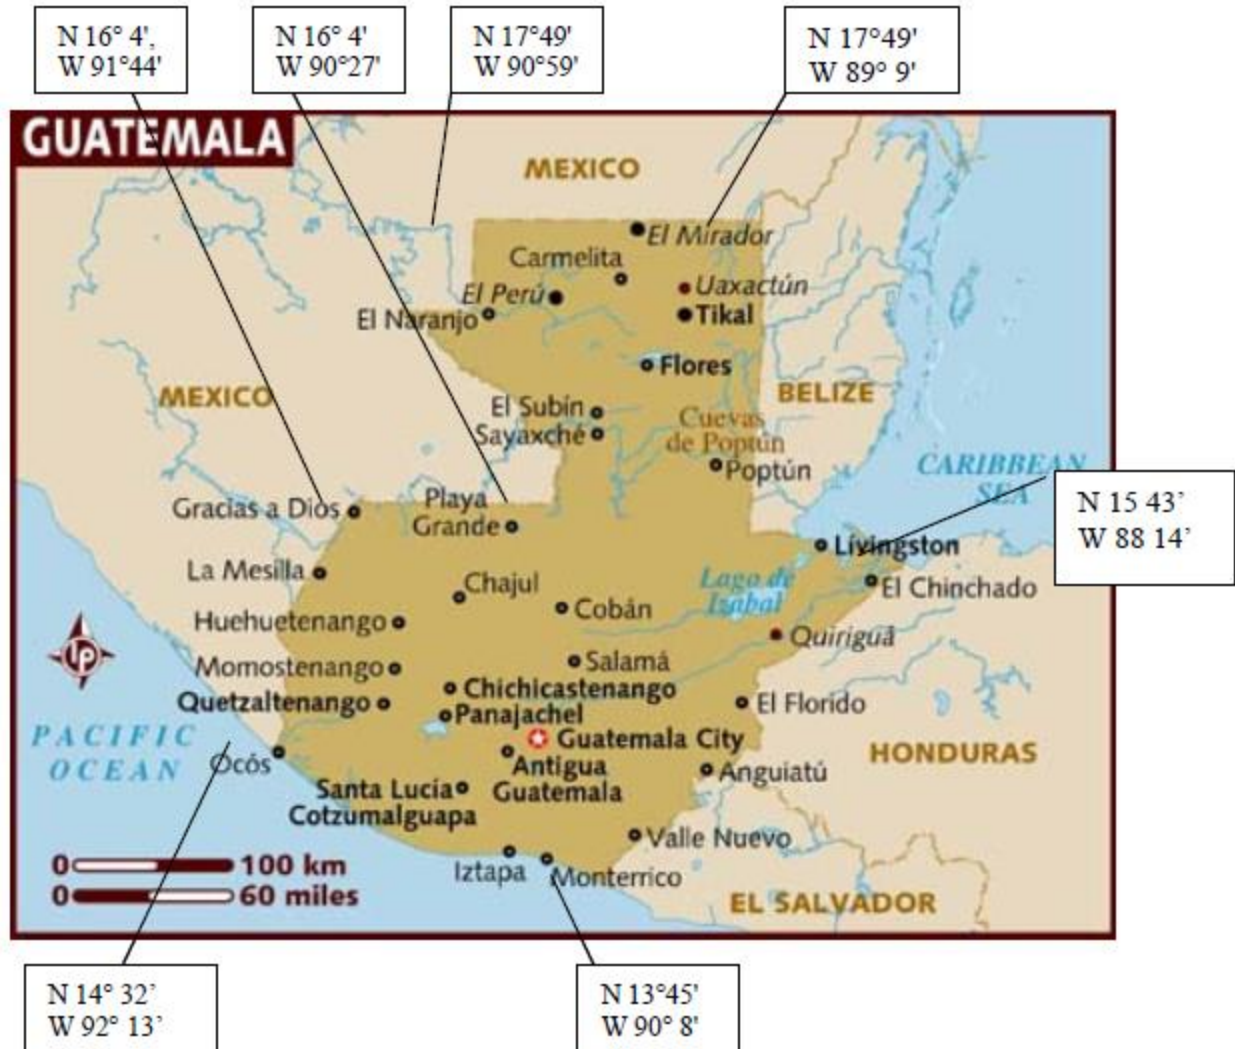 N 16° 4',
W 91°44'
N 16° 4'
W 90°27'
N 17°49'
W 90°59'
N 17°49'
W 89° 9'
GUATEMALA
MEXICO
El Mirador
Carmelita
Uaxactún
El Perú
El Naranjo
Tikal
Flores
MEXICO
BELIZE
El Subín
Sayaxché
Cuevas
de Poptún
Poptún
CARIBBEAN
SEA
N 15 43’
W 88 14’
Gracias a Dios
Playa
Grande
Livingston
La Mesilla
Chajul
Lago de
Izabal
El Chinchado
Cobán
Huehuetenango
Quiriguá
lp
Momostenango
Salamá
Chichicastenango
Quetzaltenango
Panajachel
El Florido
PACIFIC
OCEAN
Guatemala City
HONDURAS
Ocós
Antigua
Guatemala
Anguiatú
Santa Lucía
Cotzumalguapa
Valle Nuevo
0 100 km
0 60 miles
Iztapa
Monterrico
EL SALVADOR
N 14° 32’
W 92° 13’
N 13°45'
W 90° 8'